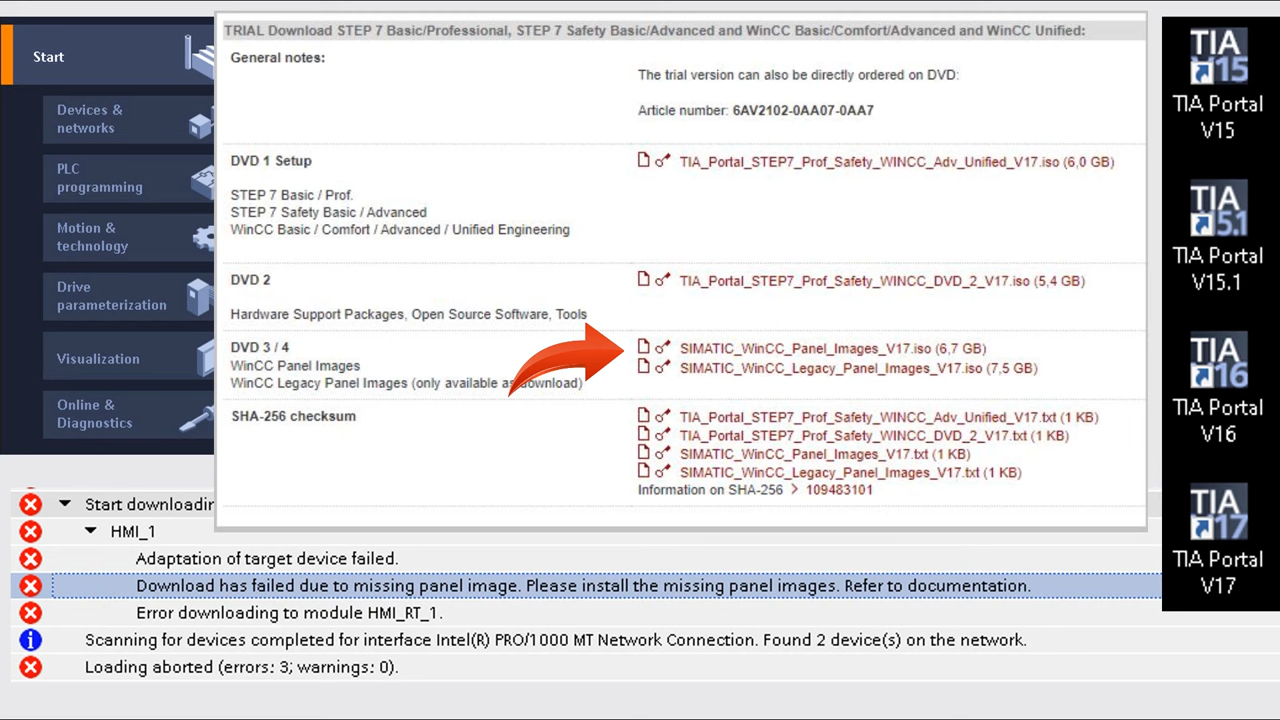 Start
Devices &
networks
PLC
programming
Motion &
technology
Drive
parameterization
Visualization
Online &
Diagnostics
TRIAL Download STEP 7 Basic/Professional, STEP 7 Safety Basic/Advanced and WinCC Basic/Comfort/Advanced and WinCC Unified:
General notes:
The trial version can also be directly ordered on DVD:
Article number: 6AV2102-0AA07-0AA7
DVD 1 Setup
TIA_Portal_STEP7_Prof_Safety_WINCC_Adv_Unified_V17.iso (6,0 GB)
STEP 7 Basic / Prof.
STEP 7 Safety Basic / Advanced
WinCC Basic / Comfort / Advanced / Unified Engineering
DVD 2
TIA_Portal_STEP7_Prof_Safety_WINCC_DVD_2_V17.iso (5,4 GB)
Hardware Support Packages, Open Source Software, Tools
DVD 3 / 4
SIMATIC_WinCC_Panel_Images_V17.iso (6,7 GB)
WinCC Panel Images
SIMATIC_WinCC_Legacy_Panel_Images_V17.iso (7,5 GB)
WinCC Legacy Panel Images (only available as download)
SHA-256 checksum
TIA_Portal_STEP7_Prof_Safety_WINCC_Adv_Unified_V17.txt (1 KB)
TIA_Portal_STEP7_Prof_Safety_WINCC_DVD_2_V17.txt (1 KB)
SIMATIC_WinCC_Panel_Images_V17.txt (1 KB)
SIMATIC_WinCC_Legacy_Panel_Images_V17.txt (1 KB)
Information on SHA-256 > 109483101
TIA
V15
TIA Portal
V15
TIA
5.1
TIA Portal
V15.1
TIA
V16
TIA Portal
V16
TIA
17
TIA Portal
V17
Start downloadin
HMI_1
Adaptation of target device failed.
Download has failed due to missing panel image. Please install the missing panel images. Refer to documentation.
Error downloading to module HMI_RT_1.
Scanning for devices completed for interface Intel(R) PRO/1000 MT Network Connection. Found 2 device(s) on the network.
Loading aborted (errors: 3; warnings: 0).